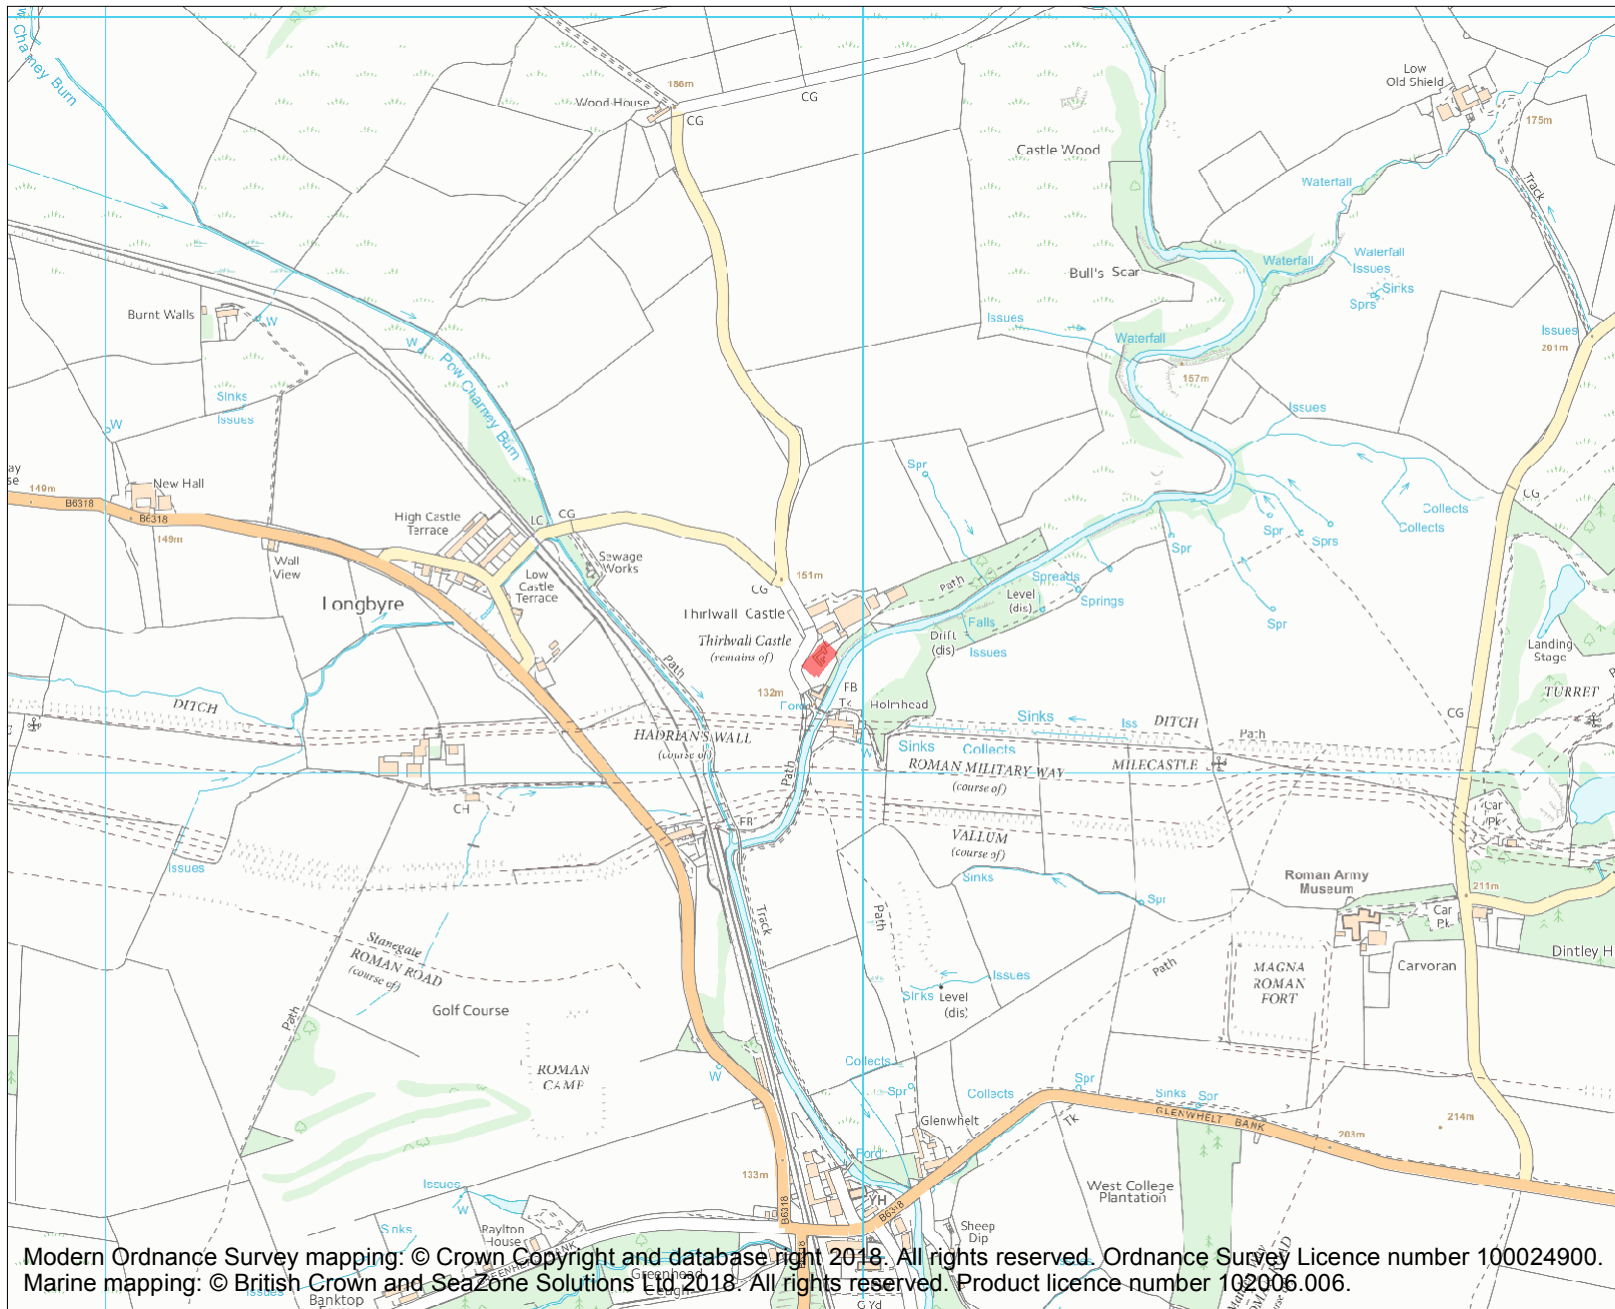 186m
Wood House
CG
CG
Low
Old Shield
175m
Castle Wood
Waterfall
Track
Bull's Scar
Waterfall
Waterfall
Issues
Sinks
Sprs
Burnt Walls
W
W
Pow Charney Burn
Issues
Waterfall
157m
Issues
201m
Sinks
Issues
W
Issues
New Hall
149m
B6318
B6318
149m
High Castle
Terrace
LC
CG
Sewage
Works
Wall
View
Low
Castle
Terrace
Longbyre
CG
151m
Thirlwall Castle
Thirlwall Castle
(remains of)
Spr
Path
Spreads
Level
(dis)
Springs
Falls
Issues
Drift
(dis)
Spr
Spr
Sprs
Spr
Collects
Collects
CG
Landing
Stage
TURRET
Path
132m
Ford
FB
Tk
Holmhead
W
DITCH
HADRIAN'S WALL
(course of)
Sinks
Iss
DITCH
Sinks
Collects
ROMAN MILITARY WAY
(course of)
MILECASTLE
Path
CG
Path
CH
FB
VALLUM
(course of)
Sinks
Spr
Car
Pk
Issues
Roman Army
Museum
211m
Car
Pk
Track
Path
Stanegate
ROMAN ROAD
(course of)
Golf Course
Path
Issues
Sinks
Level
(dis)
Path
MAGNA
ROMAN
FORT
Carvoran
Dintley H
ROMAN
CAMP
W
Collects
Spr
Collects
Spr
Tk
Sinks
Spr
GLENWHELT BANK
203m
214m
Glenwhelt
Ford
133m
West College
Plantation
YH
B6318
B6318
Issues
W
Sinks
Raylton
House
Sheep
Dip
Modern Ordnance Survey mapping: © Crown Copyright and database right 2018. All rights reserved. Ordnance Survey Licence number 100024900.
Marine mapping: © British Crown and SeaZone Solutions Ltd 2018. All rights reserved. Product licence number 102006.006.
Banktop